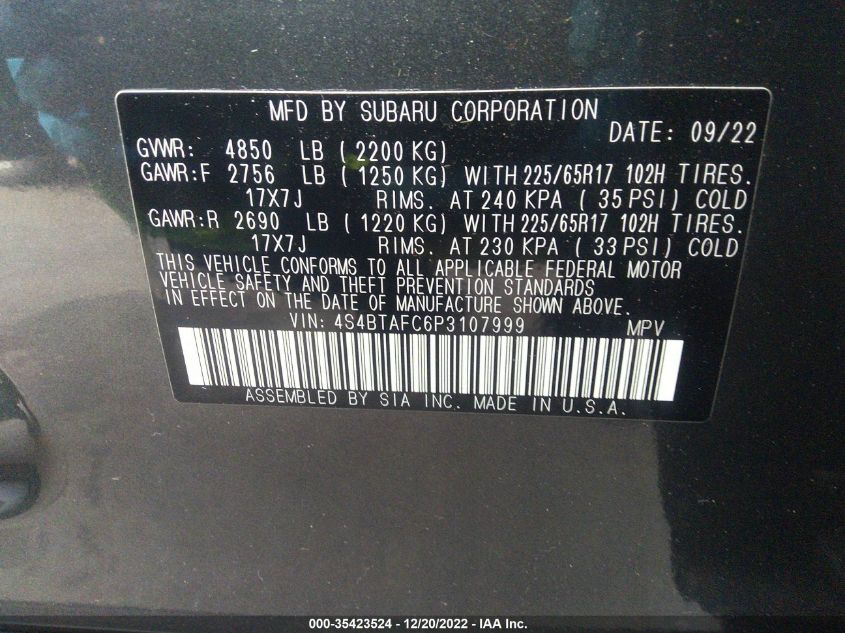 MFD BY SUBARU CORPORATION
DATE: 09/22
GVWR: 4850 LB ( 2200 KG)
GAWR:F 2756 LB ( 1250 KG) WITH 225/65R17 102H TIRES.
17X7J RIMS. AT 240 KPA ( 35 PSI) COLD
GAWR:R 2690 LB ( 1220 KG) WITH 225/65R17 102H TIRES.
17X7J RIMS. AT 230 KPA ( 33 PSI) COLD
THIS VEHICLE CONFORMS TO ALL APPLICABLE FEDERAL MOTOR
VEHICLE SAFETY AND THEFT PREVENTION STANDARDS
IN EFFECT ON THE DATE OF MANUFACTURE SHOWN ABOVE.
VIN: 4S4BTAFC6P3107999 MPV
ASSEMBLED BY SIA INC. MADE IN U.S.A.
000-35423524 - 12/20/2022 - IAA Inc.